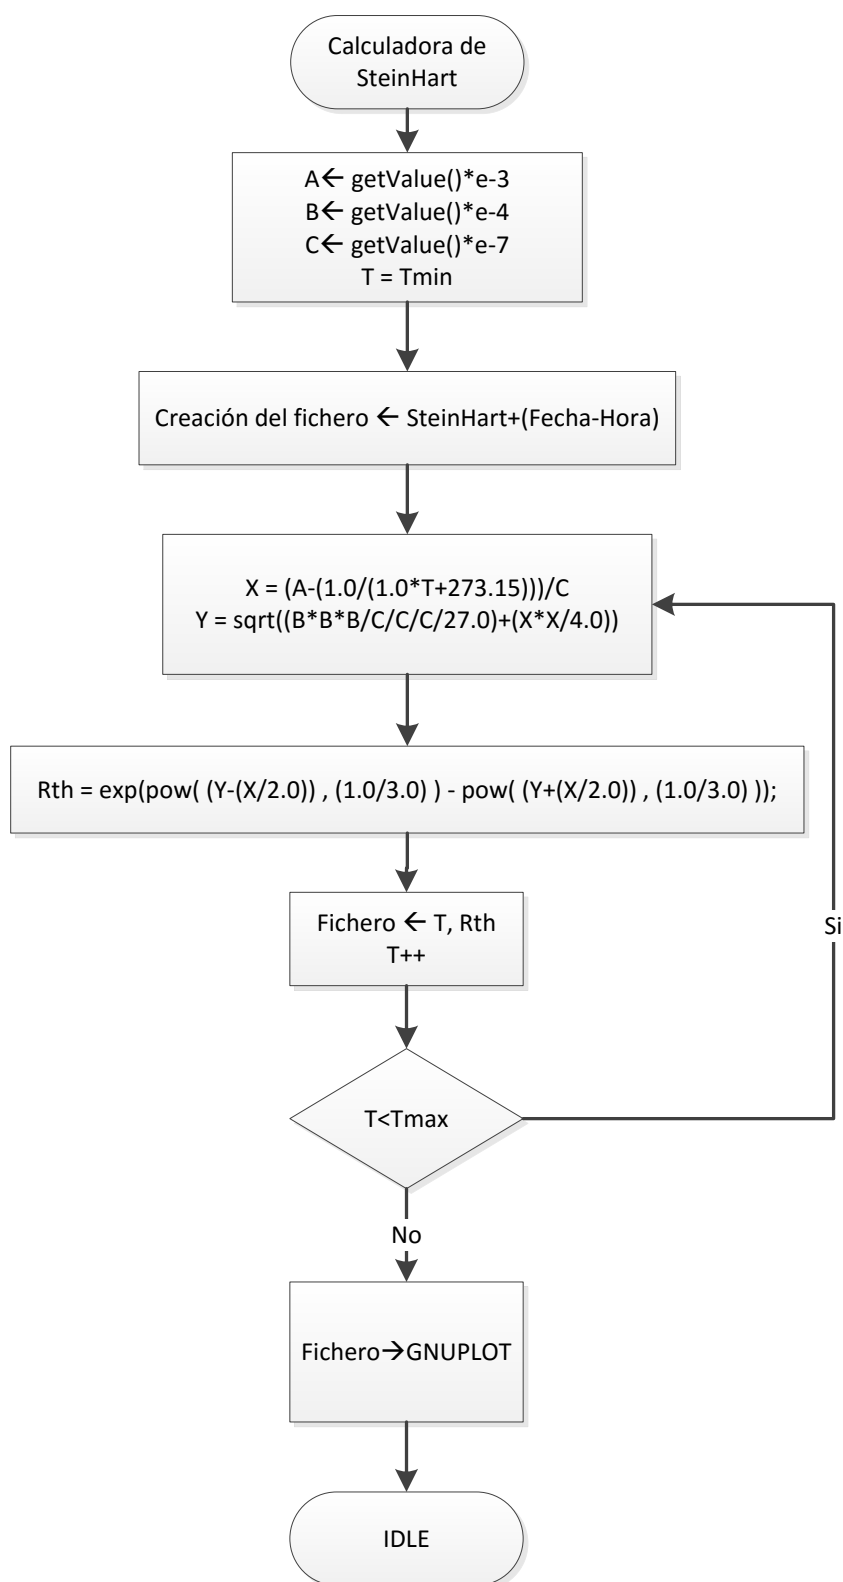 Calculadora de
SteinHart
A← getValue()*e-3
B← getValue()*e-4
C← getValue()*e-7
T = Tmin
Creación del fichero ← SteinHart+(Fecha-Hora)
X = (A-(1.0/(1.0*T+273.15)))/C
Y = sqrt((B*B*B/C/C/C/27.0)+(X*X/4.0))
Rth = exp(pow( (Y-(X/2.0)) , (1.0/3.0) ) - pow( (Y+(X/2.0)) , (1.0/3.0) ));
Fichero ← T, Rth
T++
Si
T<Tmax
No
Fichero→GNUPLOT
IDLE